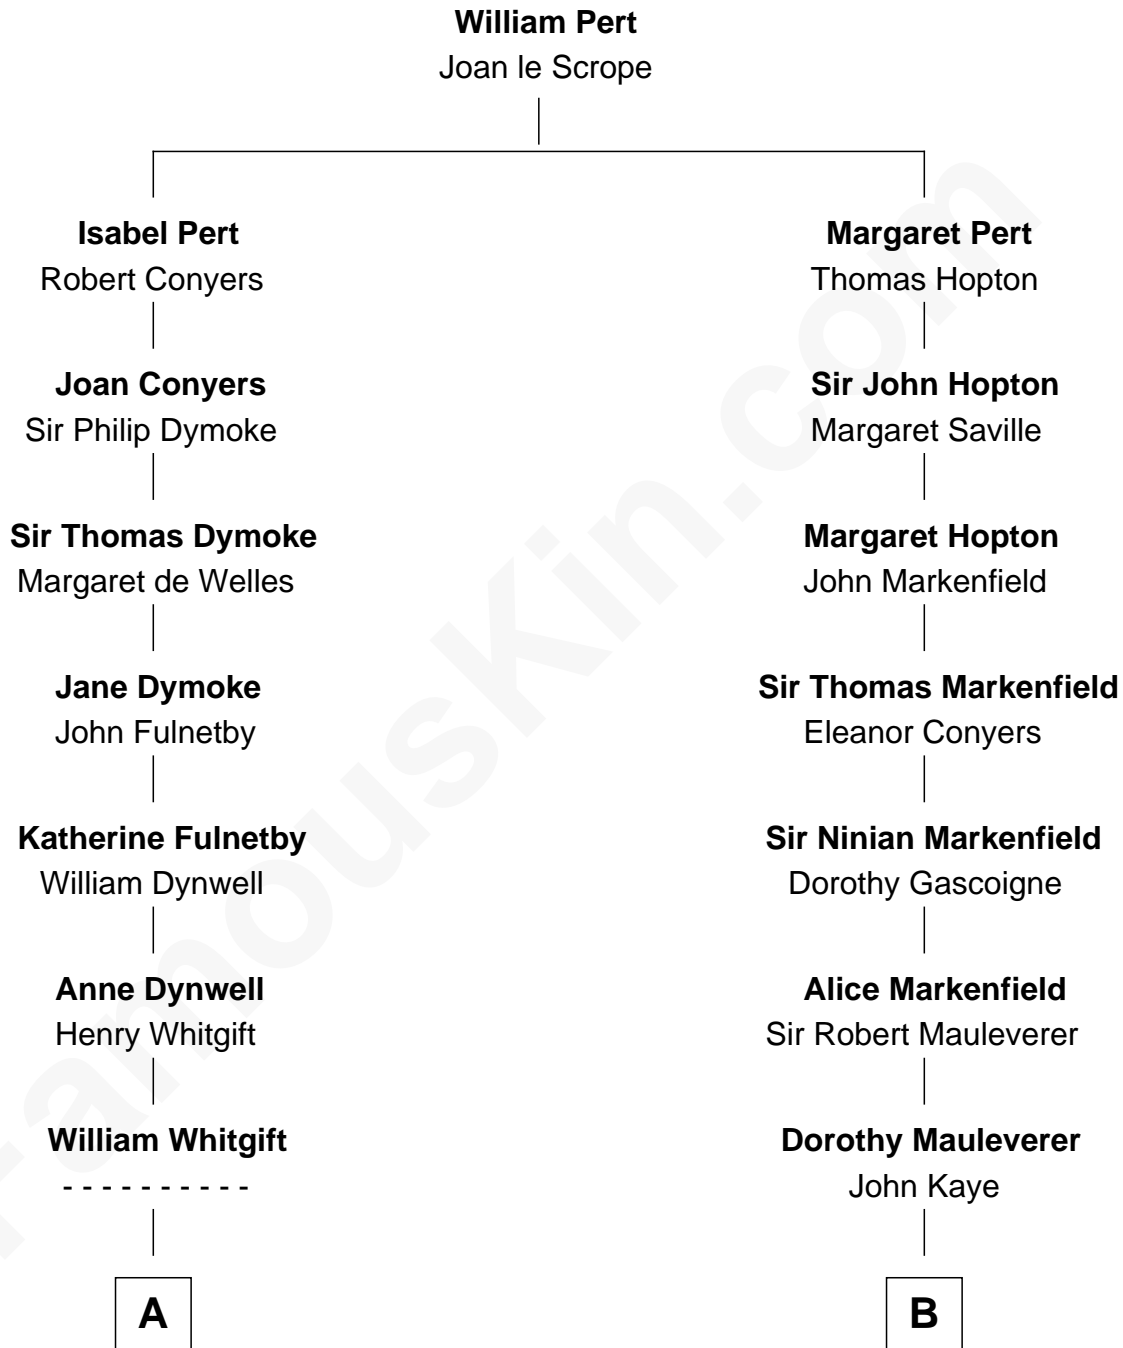 William Pert
Joan le Scrope
Isabel Pert
Robert Conyers
Margaret Pert
Thomas Hopton
Joan Conyers
Sir Philip Dymoke
Sir John Hopton
Margaret Saville
Sir Thomas Dymoke
Margaret de Welles
Margaret Hopton
John Markenfield
Jane Dymoke
John Fulnetby
Sir Thomas Markenfield
Eleanor Conyers
Katherine Fulnetby
William Dynwell
Sir Ninian Markenfield
Dorothy Gascoigne
Anne Dynwell
Henry Whitgift
Alice Markenfield
Sir Robert Mauleverer
William Whitgift
- - - - - - - - - -
Dorothy Mauleverer
John Kaye
A
B
FamousKin.com